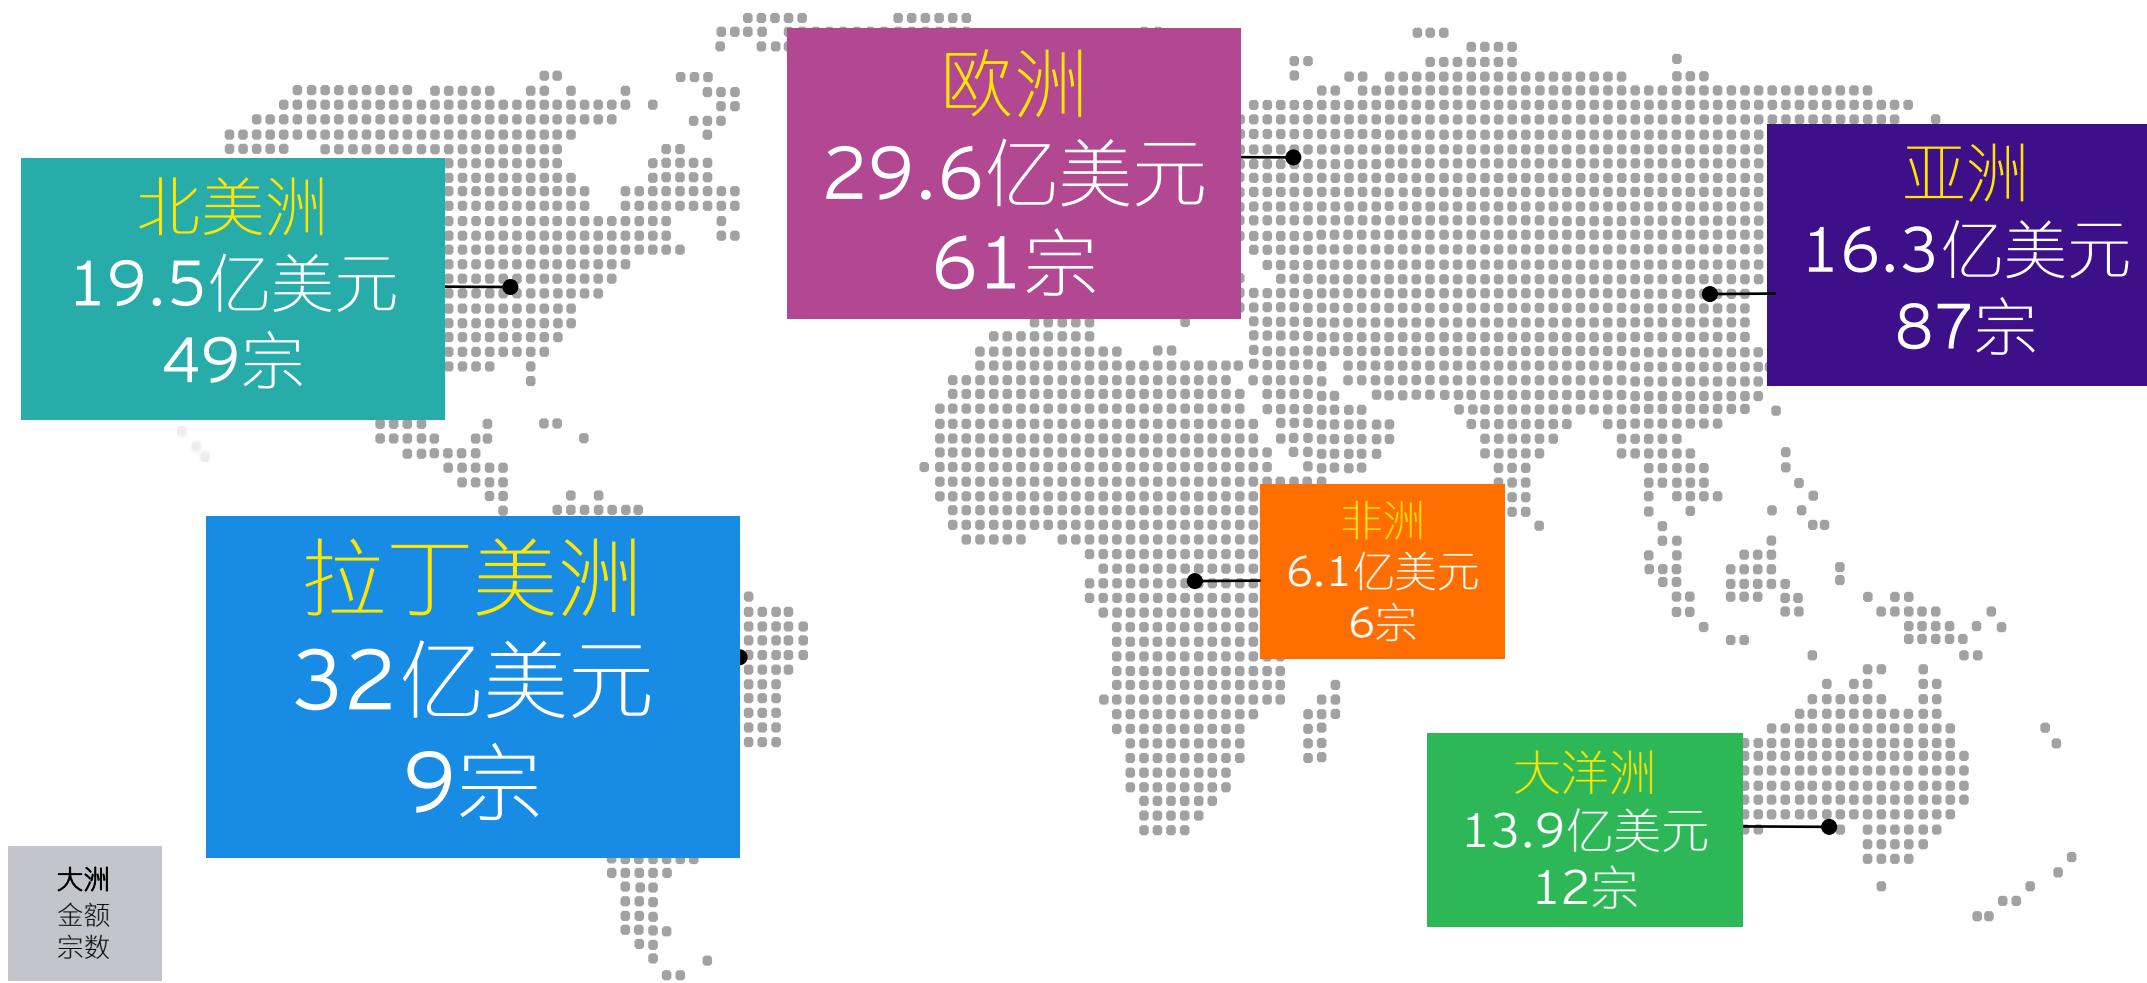 欧洲
29.6亿美元
61宗
亚洲
16.3亿美元
87宗
北美洲
19.5亿美元
49宗
非洲
6.1亿美元
6宗
拉丁美洲
32亿美元
9宗
大洋洲
13.9亿美元
12宗
大洲
金额
宗数